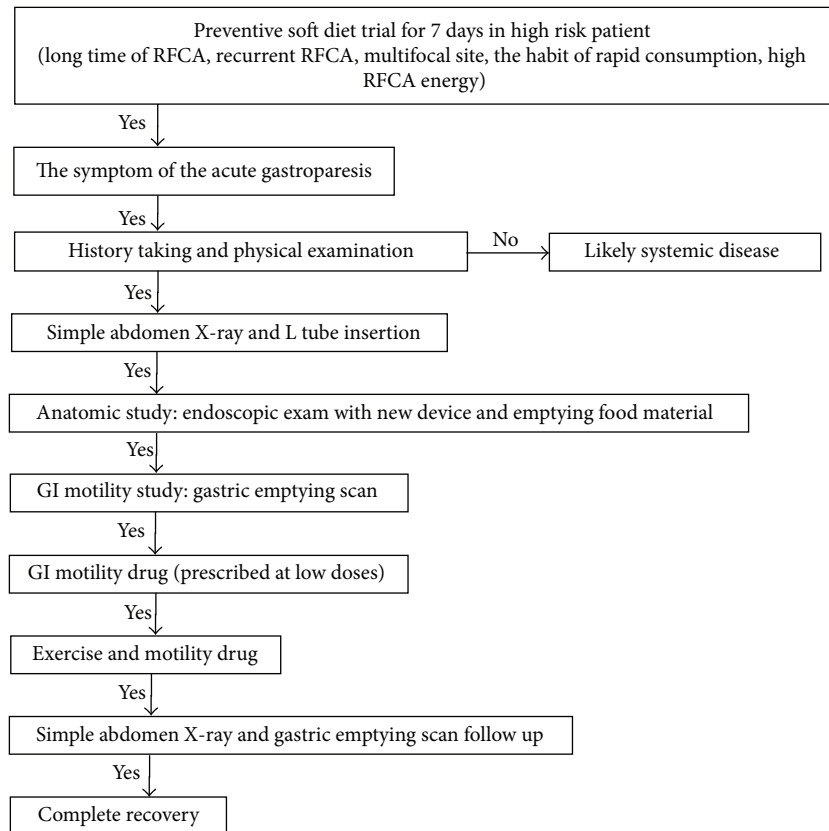 Preventive soft diet trial for 7 days in high risk patient
(long time of RFCA, recurrent RFCA, multifocal site, the habit of rapid consumption, high
RFCA energy)
Yes
The symptom of the acute gastroparesis
Yes
History taking and physical examination
No
Likely systemic disease
Yes
Simple abdomen X-ray and L tube insertion
Yes
Anatomic study: endoscopic exam with new device and emptying food material
Yes
GI motility study: gastric emptying scan
Yes
GI motility drug (prescribed at low doses)
Yes
Exercise and motility drug
Yes
Simple abdomen X-ray and gastric emptying scan follow up
Yes
Complete recovery